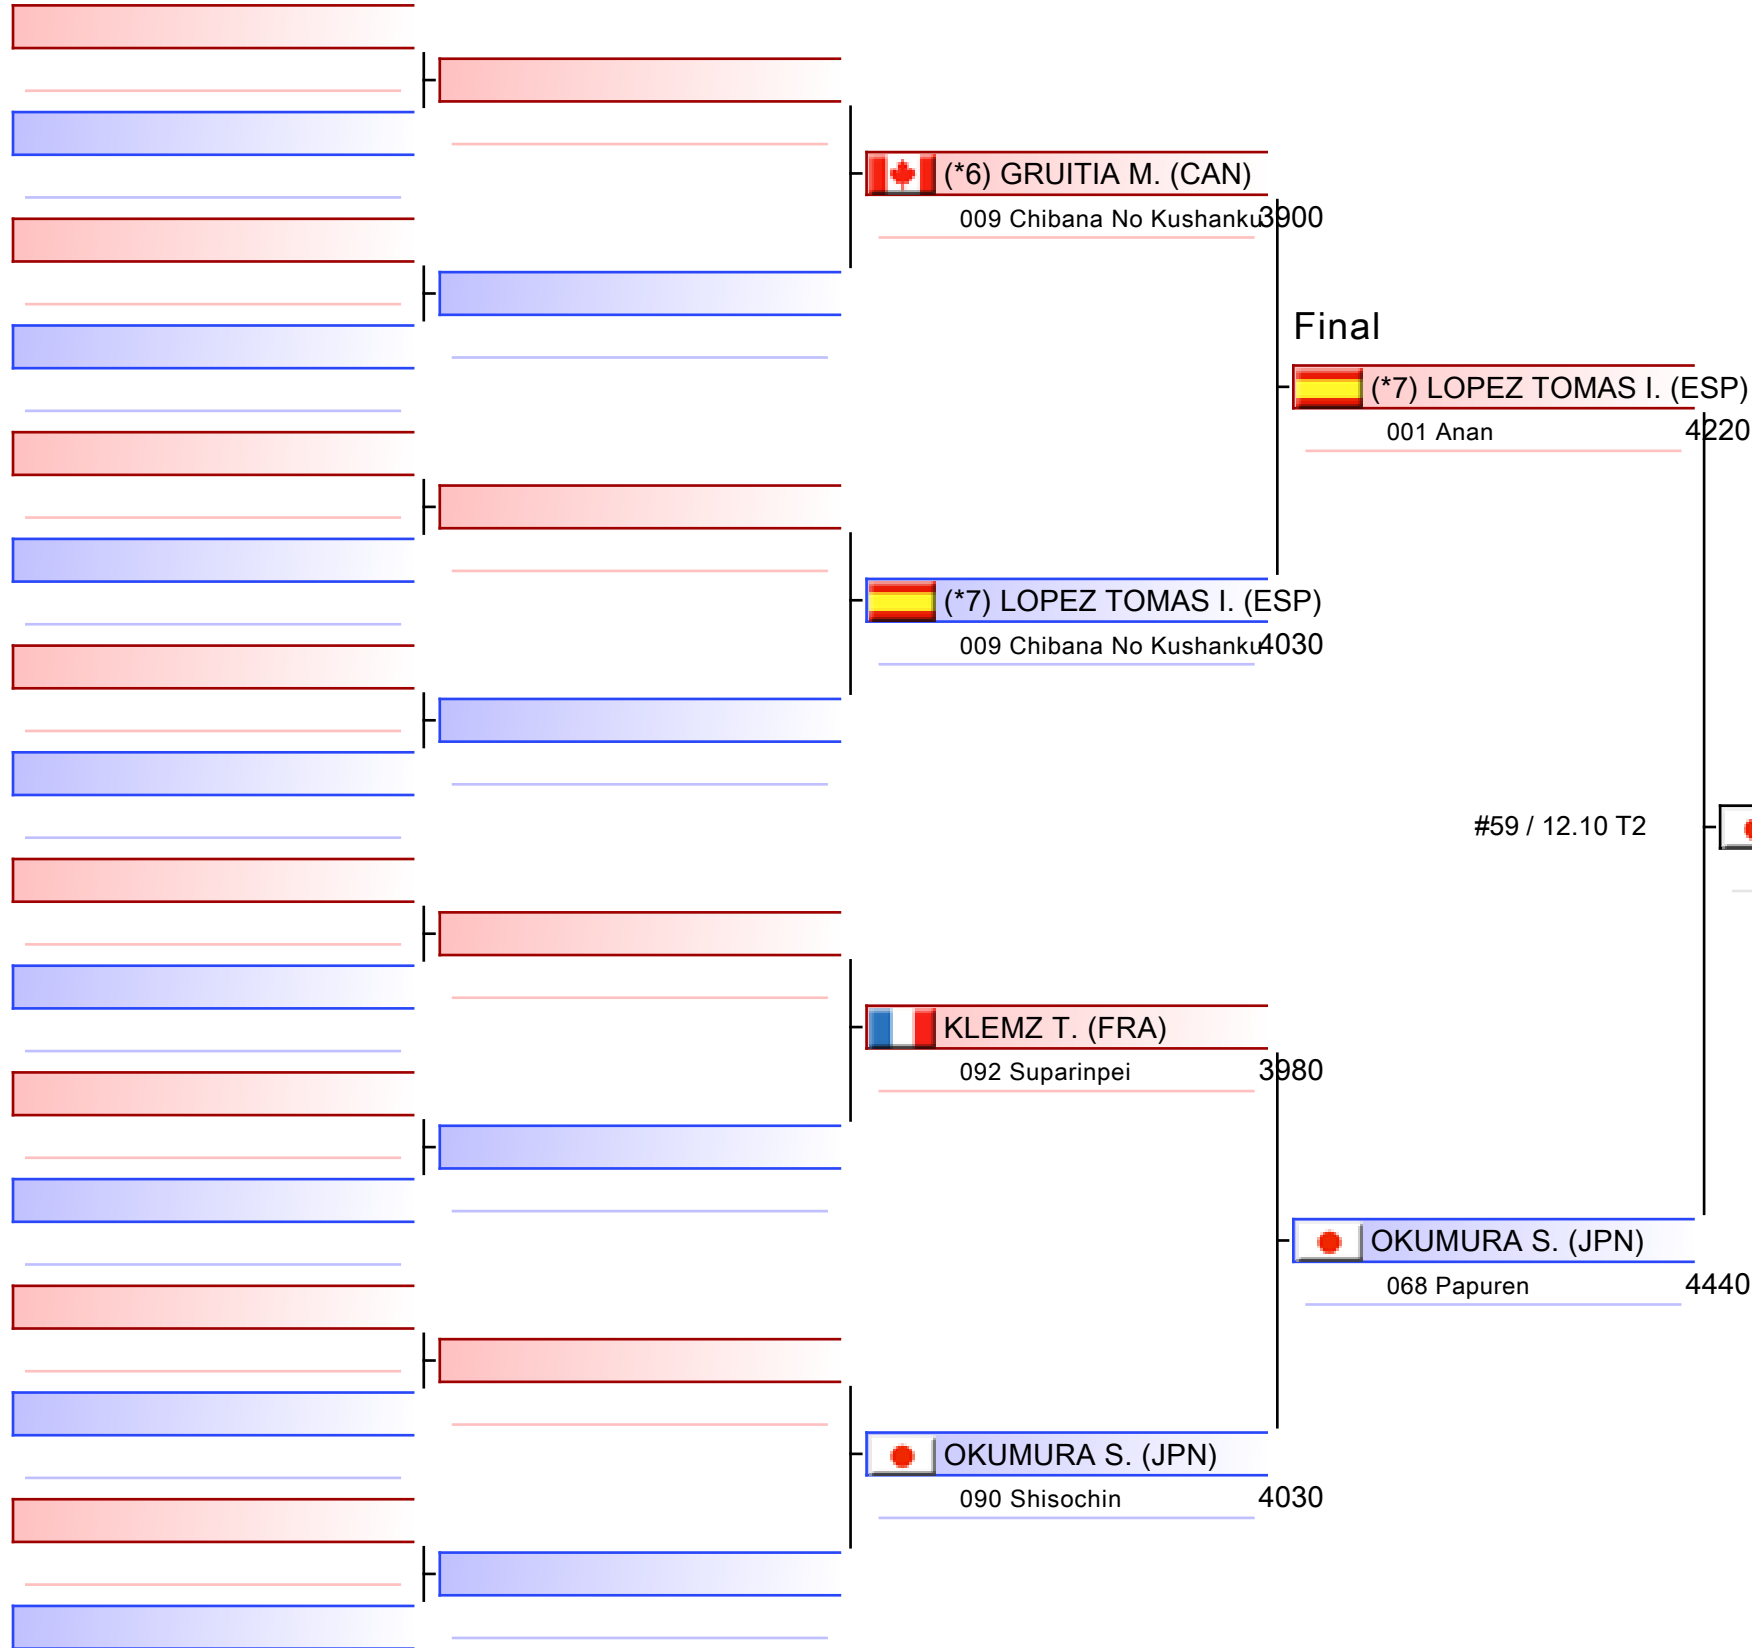 (*6) GRUITIA M. (CAN)
009 Chibana No Kushanku 3900
Final
(*7) LOPEZ TOMAS I. (ESP)
001 Anan 4220
(*7) LOPEZ TOMAS I. (ESP)
009 Chibana No Kushanku 4030
#59 / 12.10 T2
KLEMZ T. (FRA)
092 Suparinpei 3980
OKUMURA S. (JPN)
068 Papuren 4440
OKUMURA S. (JPN)
090 Shisochin 4030